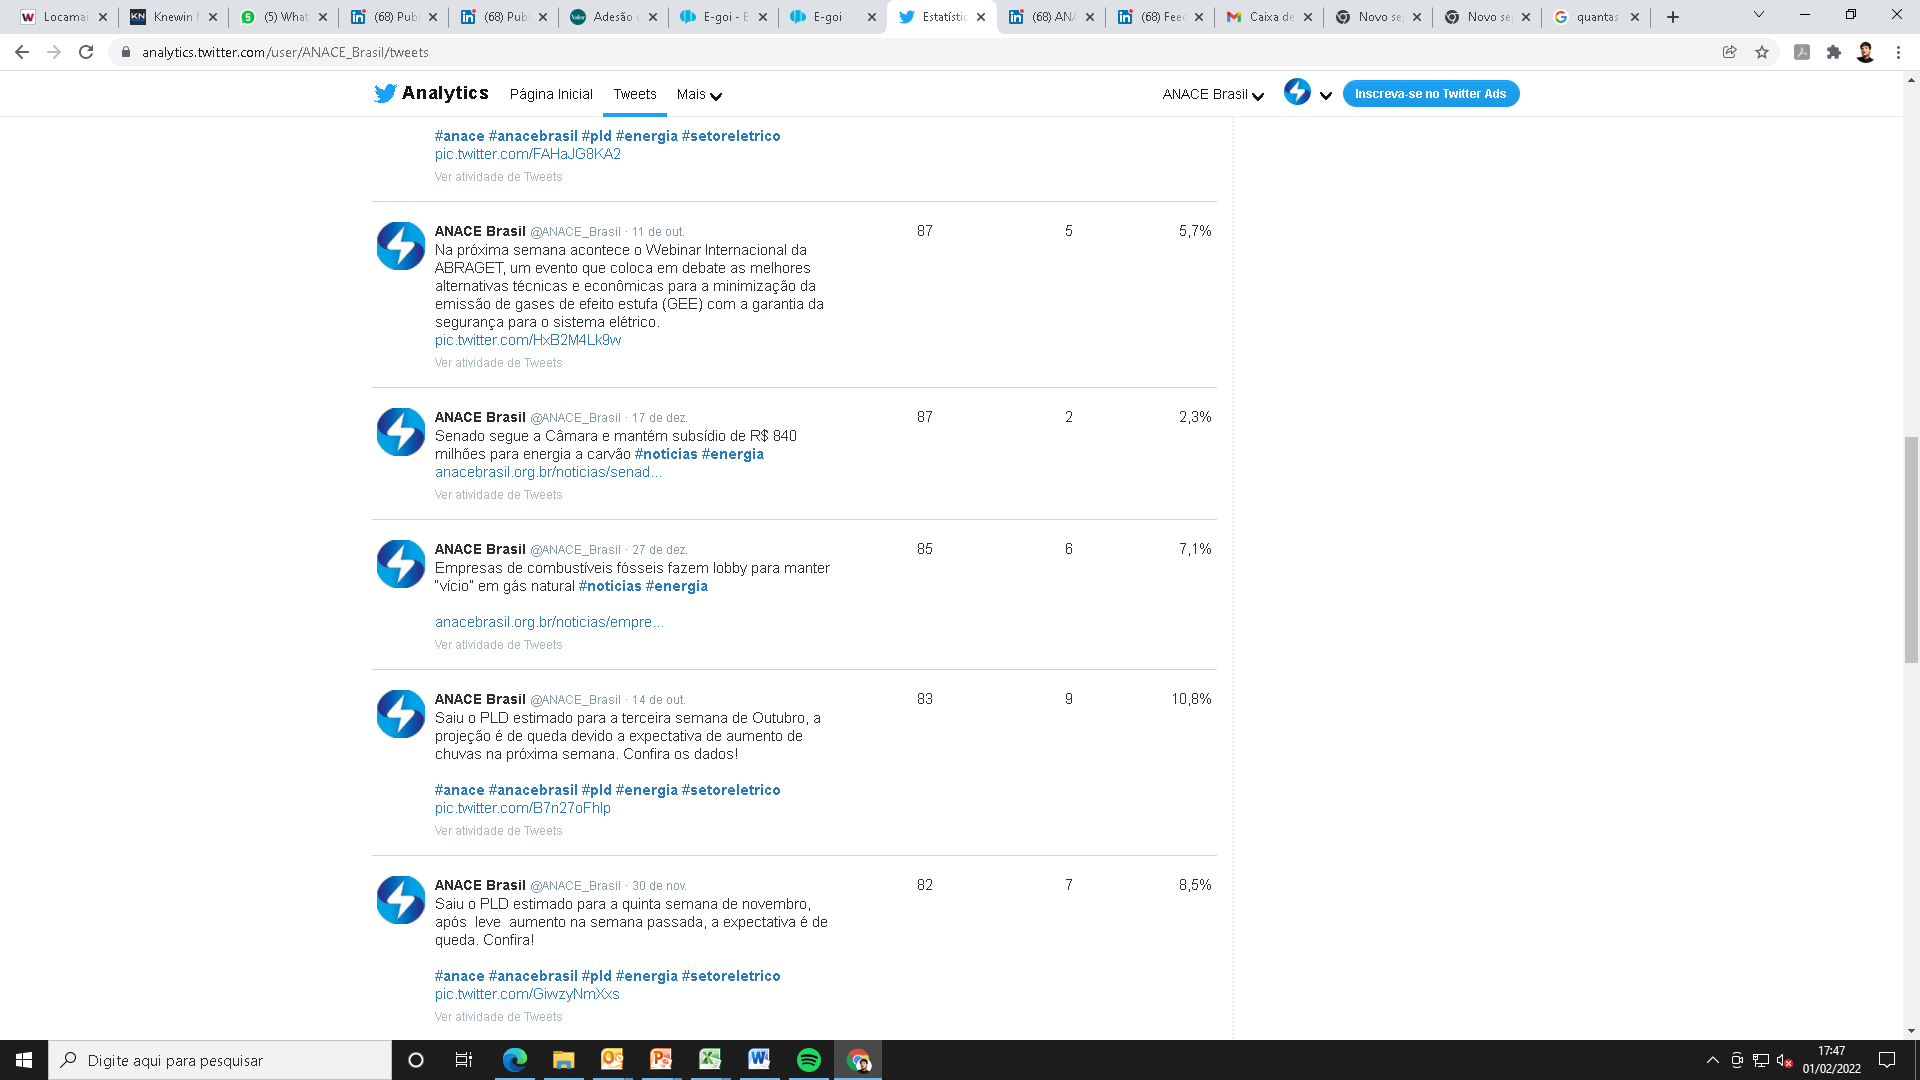 Locamai
Knewin
(5) What
(68) Publ
(68) Publ
Adesão
E-goi - E
E-goi
Estatístic
(68) ANA
(68) Feed
Caixa de
Novo se
Novo se
quantas
analytics.twitter.com/user/ANACE_Brasil/tweets
Analytics
Página Inicial
Tweets
Mais
ANACE Brasil
Inscreva-se no Twitter Ads
#anace #anacebrasil #pld #energia #setoreletrico
pic.twitter.com/FAHaJG8KA2
Ver atividade de Tweets
ANACE Brasil @ANACE_Brasil · 11 de out. 87 5 5,7%
Na próxima semana acontece o Webinar Internacional da
ABRAGET, um evento que coloca em debate as melhores
alternativas técnicas e econômicas para a minimização da
emissão de gases de efeito estufa (GEE) com a garantia da
segurança para o sistema elétrico.
pic.twitter.com/HxB2M4Lk9w
Ver atividade de Tweets
ANACE Brasil @ANACE_Brasil · 17 de dez. 87 2 2,3%
Senado segue a Câmara e mantém subsídio de R$ 840
milhões para energia a carvão #noticias #energia
anacebrasil.org.br/noticias/senad...
Ver atividade de Tweets
ANACE Brasil @ANACE_Brasil · 27 de dez. 85 6 7,1%
Empresas de combustíveis fósseis fazem lobby para manter
"vício" em gás natural #noticias #energia
anacebrasil.org.br/noticias/empre...
Ver atividade de Tweets
ANACE Brasil @ANACE_Brasil · 14 de out. 83 9 10,8%
Saiu o PLD estimado para a terceira semana de Outubro, a
projeção é de queda devido a expectativa de aumento de
chuvas na próxima semana. Confira os dados!
#anace #anacebrasil #pld #energia #setoreletrico
pic.twitter.com/B7n27oFhlp
Ver atividade de Tweets
ANACE Brasil @ANACE_Brasil · 30 de nov. 82 7 8,5%
Saiu o PLD estimado para a quinta semana de novembro,
após leve aumento na semana passada, a expectativa é de
queda. Confira!
#anace #anacebrasil #pld #energia #setoreletrico
pic.twitter.com/GiwzyNmXxs
Ver atividade de Tweets
Digite aqui para pesquisar
17:47
01/02/2022